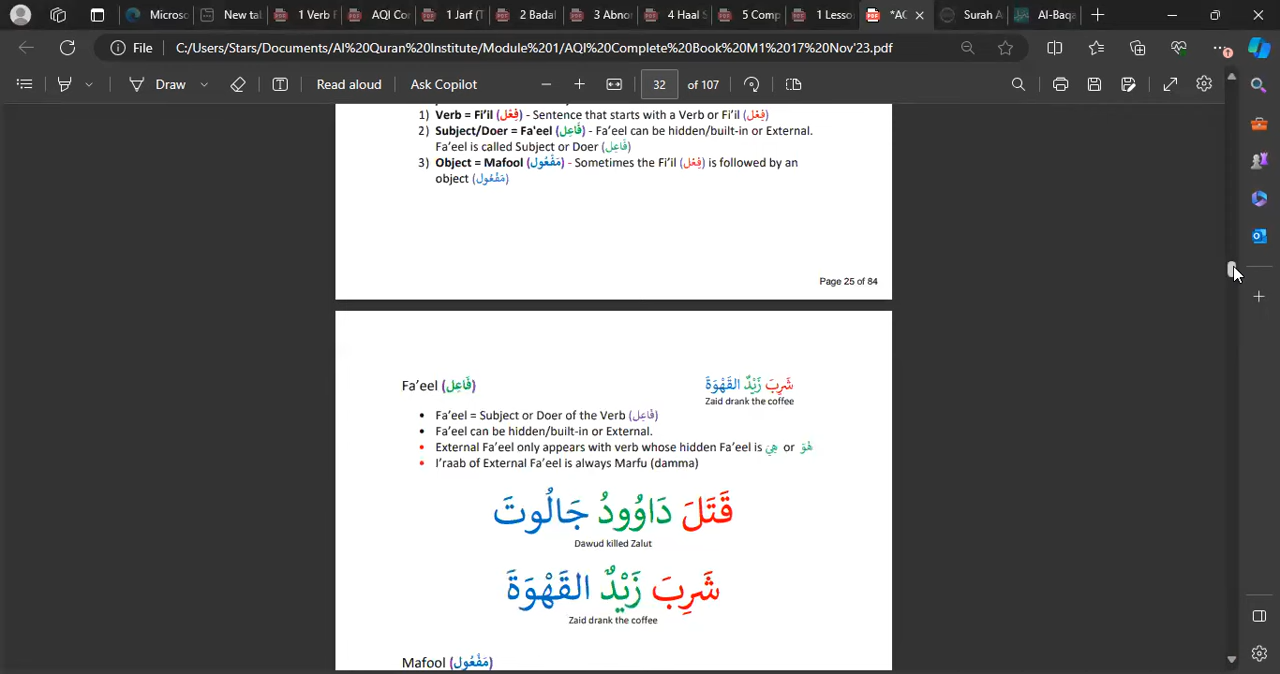 Microso
New tal
1 Verb F
AQI Co
1 Jarf (T
2 Badal
3 Abno
4 Haal S
5 Comp
1 Lesso
*AC
Surah A
Al-Baqa
File
C:/Users/Stars/Documents/Al%20Quran%20Institute/Module%201/AQI%20Complete%20Book%20M1%2017%20Nov'23.pdf
Draw
Read aloud
Ask Copilot
32
of 107
1) Verb = Fi'il (فِعْل) - Sentence that starts with a Verb or Fi'il (فِعْل)
2) Subject/Doer = Fa'eel (فَاعِل) - Fa'eel can be hidden/built-in or External.
Fa'eel is called Subject or Doer (فَاعِل)
3) Object = Mafool (مَفْعُول) - Sometimes the Fi'il (فِعْل) is followed by an
object (مَفْعُول)
Page 25 of 84
Fa'eel (فَاعِل)
شَرِبَ زَيْدٌ القَهْوَةَ
Zaid drank the coffee
• Fa'eel = Subject or Doer of the Verb (فَاعِل)
• Fa'eel can be hidden/built-in or External.
• External Fa'eel only appears with verb whose hidden Fa'eel is هِيَ or هُوَ
• I'raab of External Fa'eel is always Marfu (damma)
قَتَلَ دَاوُودُ جَالُوتَ
Dawud killed Zalut
شَرِبَ زَيْدٌ القَهْوَةَ
Zaid drank the coffee
Mafool (مَفْعُول)